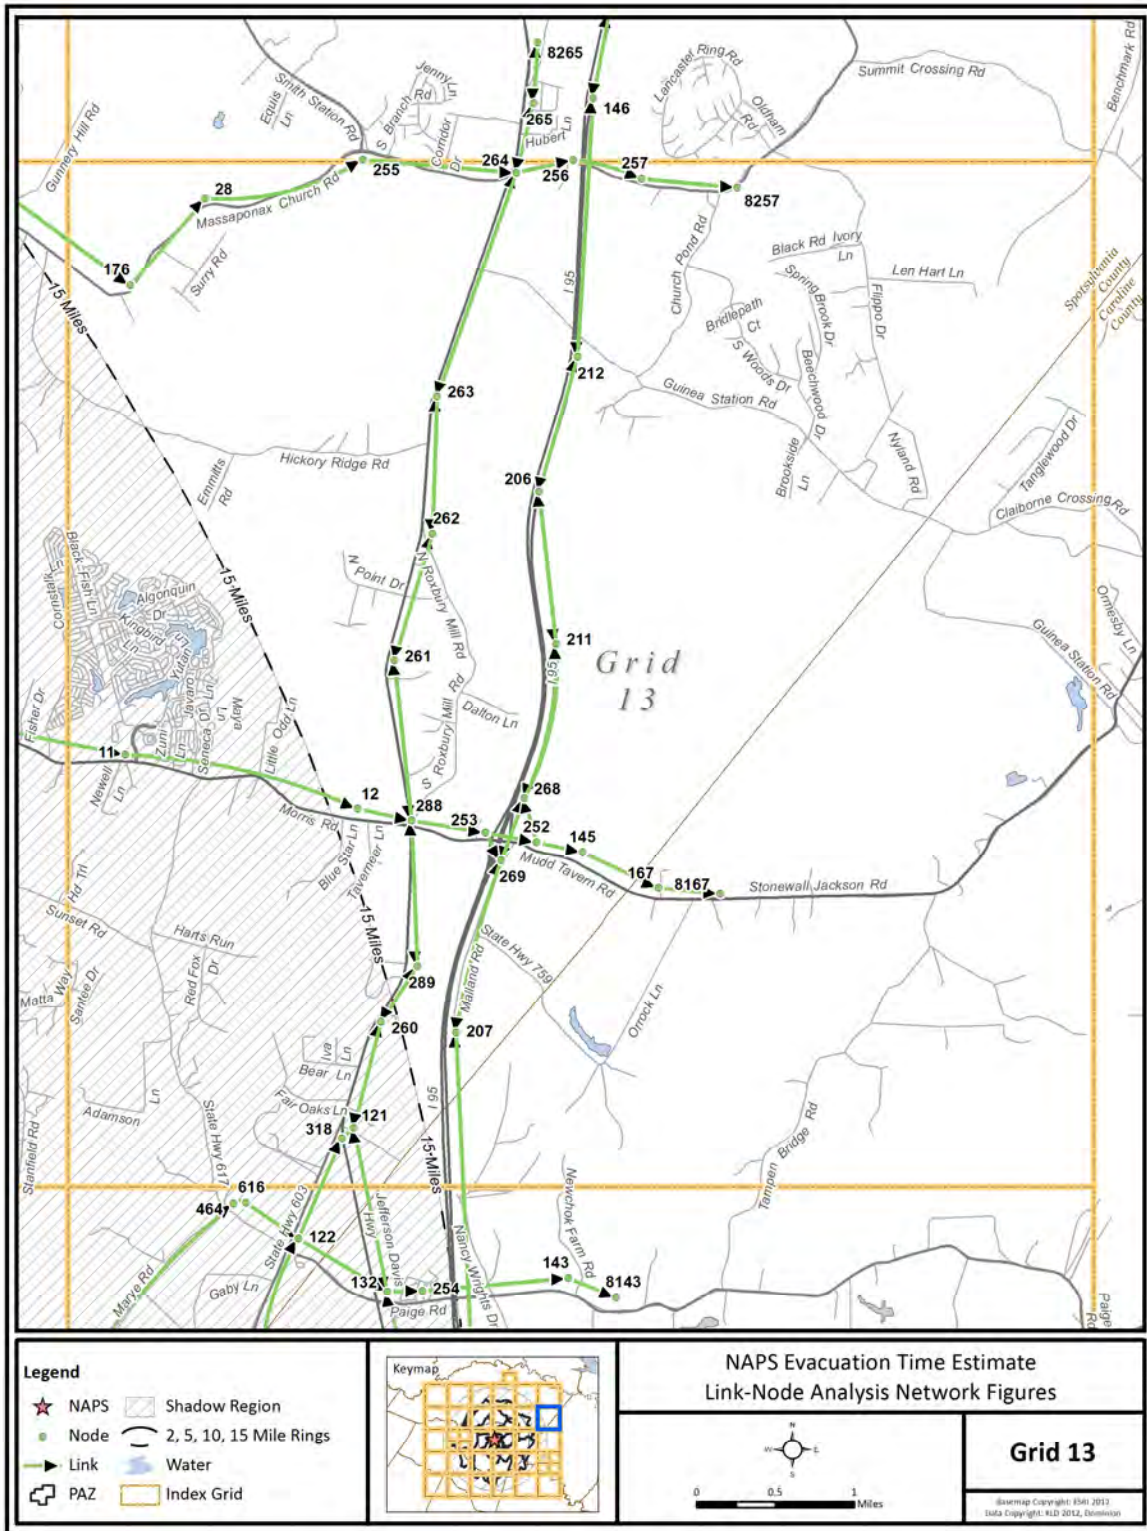 8265
Jenny Ln
Summit Crossing Rd
Benchmark Rd
Lancaster Ring Rd
Smith Station Rd
Equis Ln
S Branch Rd
Oldham Rd
265
146
Gunnery Hill Rd
Corridor Dr
Hubert Ln
264
256
257
255
28
8257
Massaponax Church Rd
Surry Rd
176
15 Miles
I 95
Church Pond Rd
Black Rd
Ivory Ln
Len Hart Ln
Spotsylvania County
Caroline County
Spring Brook Dr
Flippo Dr
Bridlepath Ct
S Woods Dr
Beechwood Dr
212
263
Guinea Station Rd
Hickory Ridge Rd
Emmitts Rd
206
Brookside Ln
Nyland Rd
Tanglewood Dr
Claiborne Crossing Rd
262
Black Fish Ln
Cornstalk Ln
Algonquin Dr
Kingbird Ln
Yutan Ln
15 Miles
N Point Dr
N Roxbury Mill Rd
Ormesby Ln
Guinea Station Rd
211
261
I 95
Grid
13
Fisher Dr
Javaro Ln
Seneca Dr
Maya Ln
Zuni Ln
Little Odd Ln
S Roxbury Mill Rd
Dalton Ln
11
Newell Ln
12
288
268
Morris Rd
253
252
145
Blue Star Ln
Taverneer Ln
269
Mudd Tavern Rd
167
8167
Stonewall Jackson Rd
Hd Trl
Sunset Rd
Harts Run
15 Miles
State Hwy 759
Matta Way
Santee Dr
Red Fox Dr
289
Mailand Rd
Orrock Ln
260
207
Iva Ln
Bear Ln
Adamson Ln
Fair Oaks Ln
I 95
121
318
Stanfield Rd
State Hwy 617
15 Miles
Tampen Bridge Rd
616
464
State Hwy 603
122
Jefferson Davis Hwy
Nancy Wrights Dr
Newchok Farm Rd
Marye Rd
Gaby Ln
132
254
143
8143
Paige Rd
Paige Rd
Legend
NAPS
Shadow Region
Node
2, 5, 10, 15 Mile Rings
Link
Water
PAZ
Index Grid
Keymap
NAPS Evacuation Time Estimate
Link-Node Analysis Network Figures
N
W E
S
0 0.5 1
Miles
Grid 13
Basemap Copyright: ESRI 2012
Data Copyright: KLD 2012, Dominion